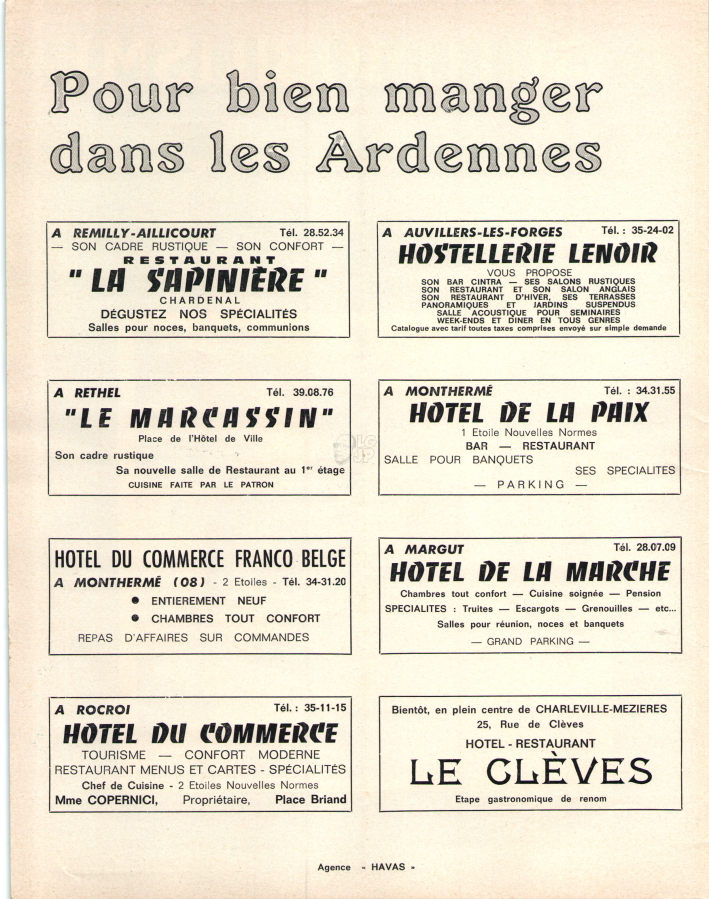 Pour bien manger
dans les Ardennes
A REMILLY-AILLICOURT Tél. 28.52.34
— SON CADRE RUSTIQUE — SON CONFORT —
RESTAURANT
" LA SAPINIÈRE "
CHARDENAL
DÉGUSTEZ NOS SPÉCIALITÉS
Salles pour noces, banquets, communions
A AUVILLERS-LES-FORGES Tél. : 35-24-02
HOSTELLERIE LENOIR
VOUS PROPOSE
SON BAR CINTRA — SES SALONS RUSTIQUES
SON RESTAURANT ET SON SALON ANGLAIS
SON RESTAURANT D'HIVER, SES TERRASSES
PANORAMIQUES ET JARDINS SUSPENDUS
SALLE ACOUSTIQUE POUR SEMINAIRES
WEEK-ENDS ET DINER EN TOUS GENRES
Catalogue avec tarif toutes taxes comprises envoyé sur simple demande
A RETHEL Tél. 39.08.76
"LE MARCASSIN"
Place de l'Hôtel de Ville
Son cadre rustique
Sa nouvelle salle de Restaurant au 1er étage
CUISINE FAITE PAR LE PATRON
A MONTHERMÉ Tél. : 34.31.55
HOTEL DE LA PAIX
1 Etoile Nouvelles Normes
BAR — RESTAURANT
SALLE POUR BANQUETS
SES SPECIALITES
— PARKING —
HOTEL DU COMMERCE FRANCO BELGE
A MONTHERMÉ (08) - 2 Etoiles - Tél. 34-31.20
● ENTIEREMENT NEUF
● CHAMBRES TOUT CONFORT
REPAS D'AFFAIRES SUR COMMANDES
A MARGUT Tél. 28.07.09
HOTEL DE LA MARCHE
Chambres tout confort — Cuisine soignée — Pension
SPECIALITES : Truites — Escargots — Grenouilles — etc...
Salles pour réunion, noces et banquets
— GRAND PARKING —
A ROCROI Tél. : 35-11-15
HOTEL DU COMMERCE
TOURISME — CONFORT MODERNE
RESTAURANT MENUS ET CARTES - SPÉCIALITÉS
Chef de Cuisine - 2 Etoiles Nouvelles Normes
Mme COPERNICI, Propriétaire, Place Briand
Bientôt, en plein centre de CHARLEVILLE-MEZIERES
25, Rue de Clèves
HOTEL - RESTAURANT
LE CLÈVES
Etape gastronomique de renom
Agence « HAVAS »